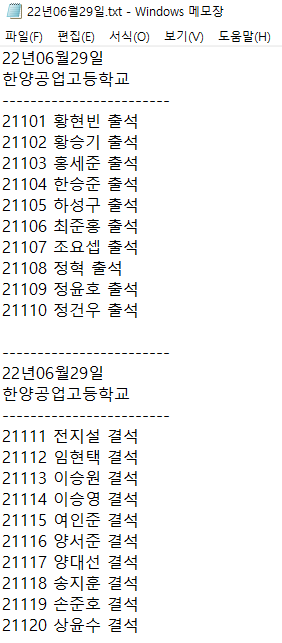 22년06월29일.txt - Windows 메모장
파일(F) 편집(E) 서식(O) 보기(V) 도움말(H)
22년06월29일
한양공업고등학교
------------------------
21101 황현빈 출석
21102 황승기 출석
21103 홍세준 출석
21104 한승준 출석
21105 하성구 출석
21106 최준홍 출석
21107 조요셉 출석
21108 정혁 출석
21109 정윤호 출석
21110 정건우 출석
------------------------
22년06월29일
한양공업고등학교
------------------------
21111 전지설 결석
21112 임현택 결석
21113 이승원 결석
21114 이승영 결석
21115 여인준 결석
21116 양서준 결석
21117 양대선 결석
21118 송지훈 결석
21119 손준호 결석
21120 상윤수 결석